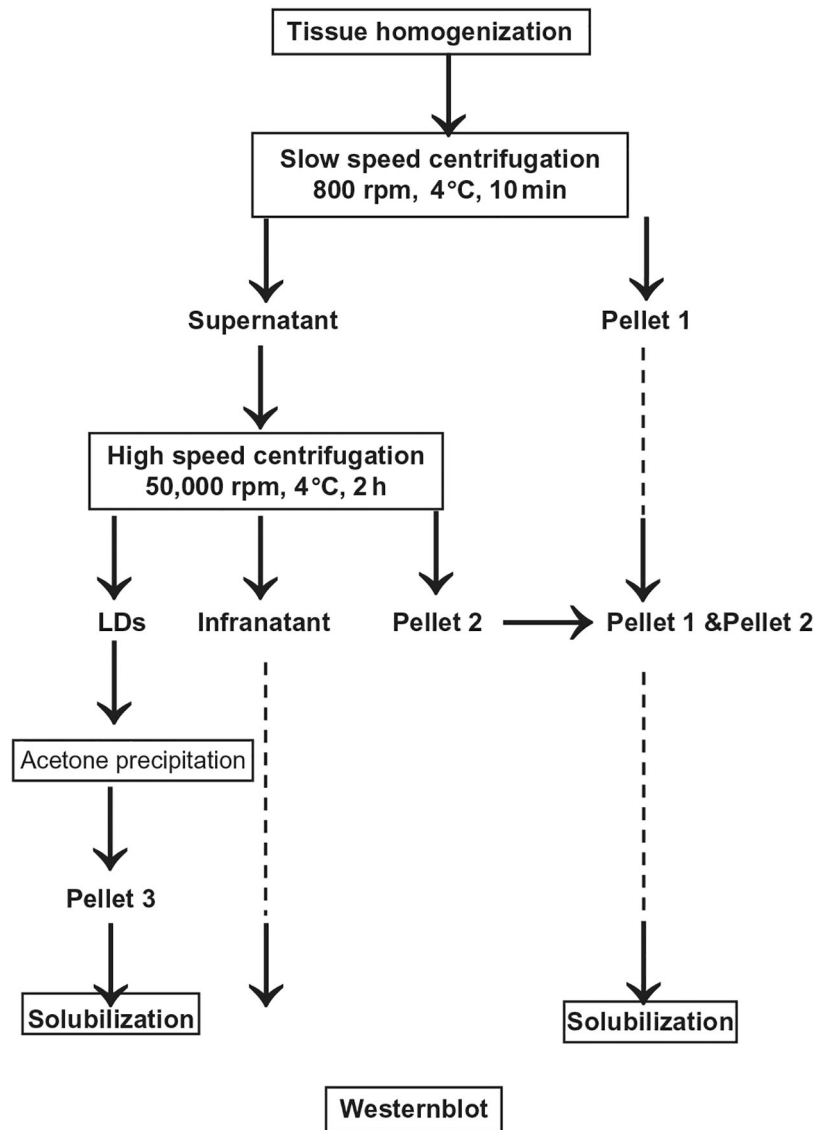 Tissue homogenization
Slow speed centrifugation
800 rpm, 4°C, 10 min
Supernatant
Pellet 1
High speed centrifugation
50,000 rpm, 4°C, 2 h
LDs
Infranatant
Pellet 2
Pellet 1 &Pellet 2
Acetone precipitation
Pellet 3
Solubilization
Solubilization
Westernblot